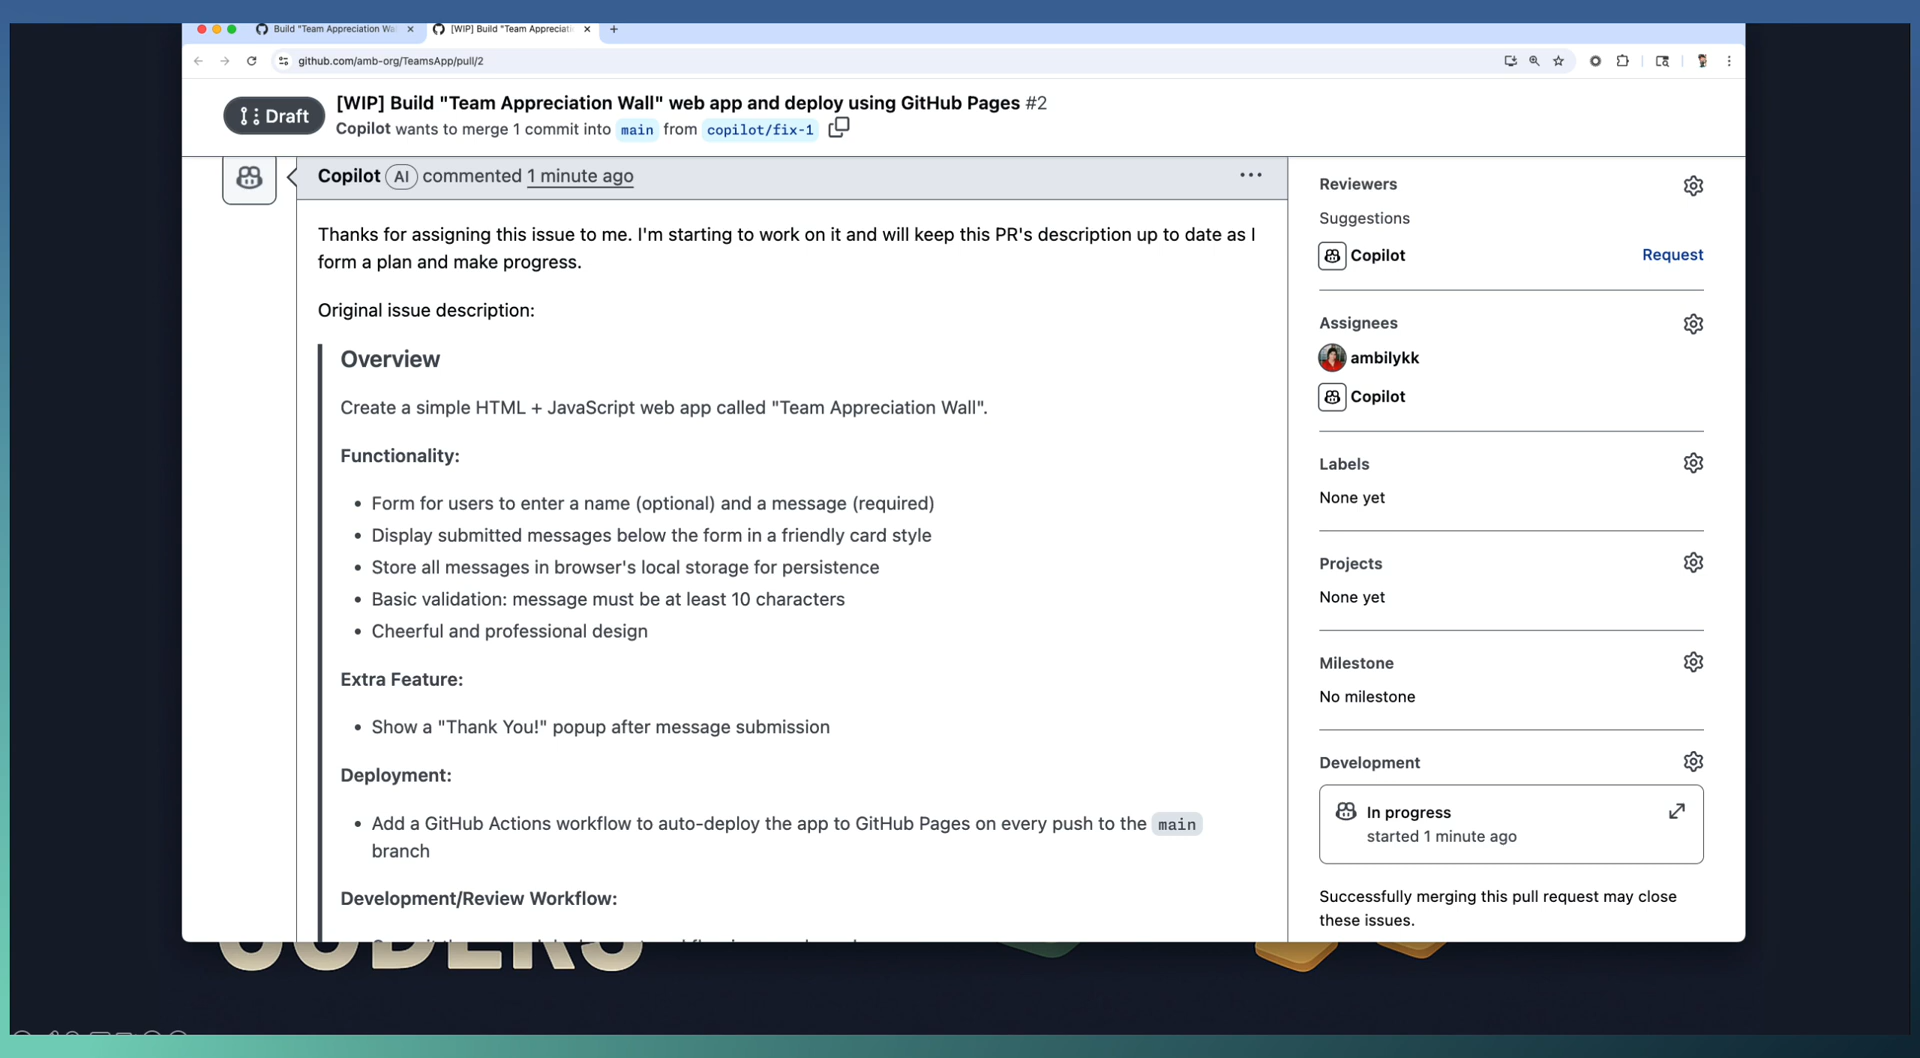 Build "Team Appreciation Wa
[WIP] Build "Team Appreciati
github.com/amb-org/TeamsApp/pull/2
Draft
[WIP] Build "Team Appreciation Wall" web app and deploy using GitHub Pages #2
Copilot wants to merge 1 commit into main from copilot/fix-1
Copilot AI commented 1 minute ago
Thanks for assigning this issue to me. I'm starting to work on it and will keep this PR's description up to date as I
form a plan and make progress.
Original issue description:
Overview
Create a simple HTML + JavaScript web app called "Team Appreciation Wall".
Functionality:
• Form for users to enter a name (optional) and a message (required)
• Display submitted messages below the form in a friendly card style
• Store all messages in browser's local storage for persistence
• Basic validation: message must be at least 10 characters
• Cheerful and professional design
Extra Feature:
• Show a "Thank You!" popup after message submission
Deployment:
• Add a GitHub Actions workflow to auto-deploy the app to GitHub Pages on every push to the main
branch
Development/Review Workflow:
Reviewers
Suggestions
Copilot
Request
Assignees
ambilykk
Copilot
Labels
None yet
Projects
None yet
Milestone
No milestone
Development
In progress
started 1 minute ago
Successfully merging this pull request may close
these issues.
CODERS